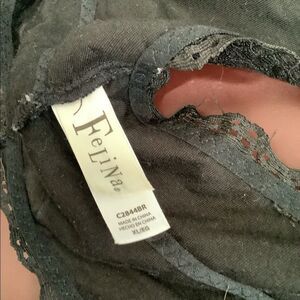 FeLiNa®
C2844BR
MADE IN CHINA
HECHO EN CHINA
XL/EG